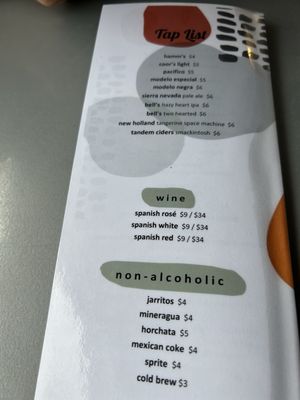 Tap List
hamm's $4
coor's light $5
pacifico $5
modelo especial $5
modelo negra $6
sierra nevada pale ale $6
bell's hazy heart ipa $6
bell's two hearted $6
new holland tangerine space machine $6
tandem ciders smackintosh $6
wine
spanish rosé $9 / $34
spanish white $9 / $34
spanish red $9 / $34
non-alcoholic
jarritos $4
mineragua $4
horchata $5
mexican coke $4
sprite $4
cold brew $3